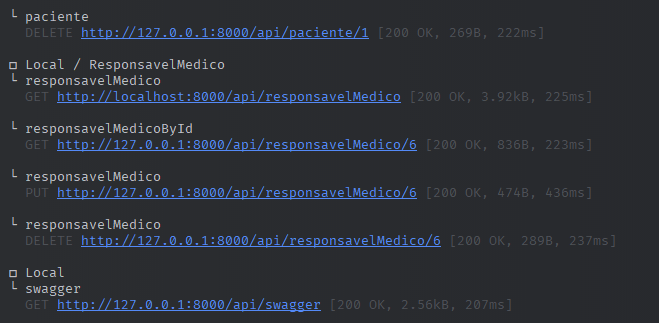 └ paciente
DELETE http://127.0.0.1:8000/api/paciente/1 [200 OK, 269B, 222ms]
□ Local / ResponsavelMedico
└ responsavelMedico
GET http://localhost:8000/api/responsavelMedico [200 OK, 3.92kB, 225ms]
└ responsavelMedicoById
GET http://127.0.0.1:8000/api/responsavelMedico/6 [200 OK, 836B, 223ms]
└ responsavelMedico
PUT http://127.0.0.1:8000/api/responsavelMedico/6 [200 OK, 474B, 436ms]
└ responsavelMedico
DELETE http://127.0.0.1:8000/api/responsavelMedico/6 [200 OK, 289B, 237ms]
□ Local
└ swagger
GET http://127.0.0.1:8000/api/swagger [200 OK, 2.56kB, 207ms]